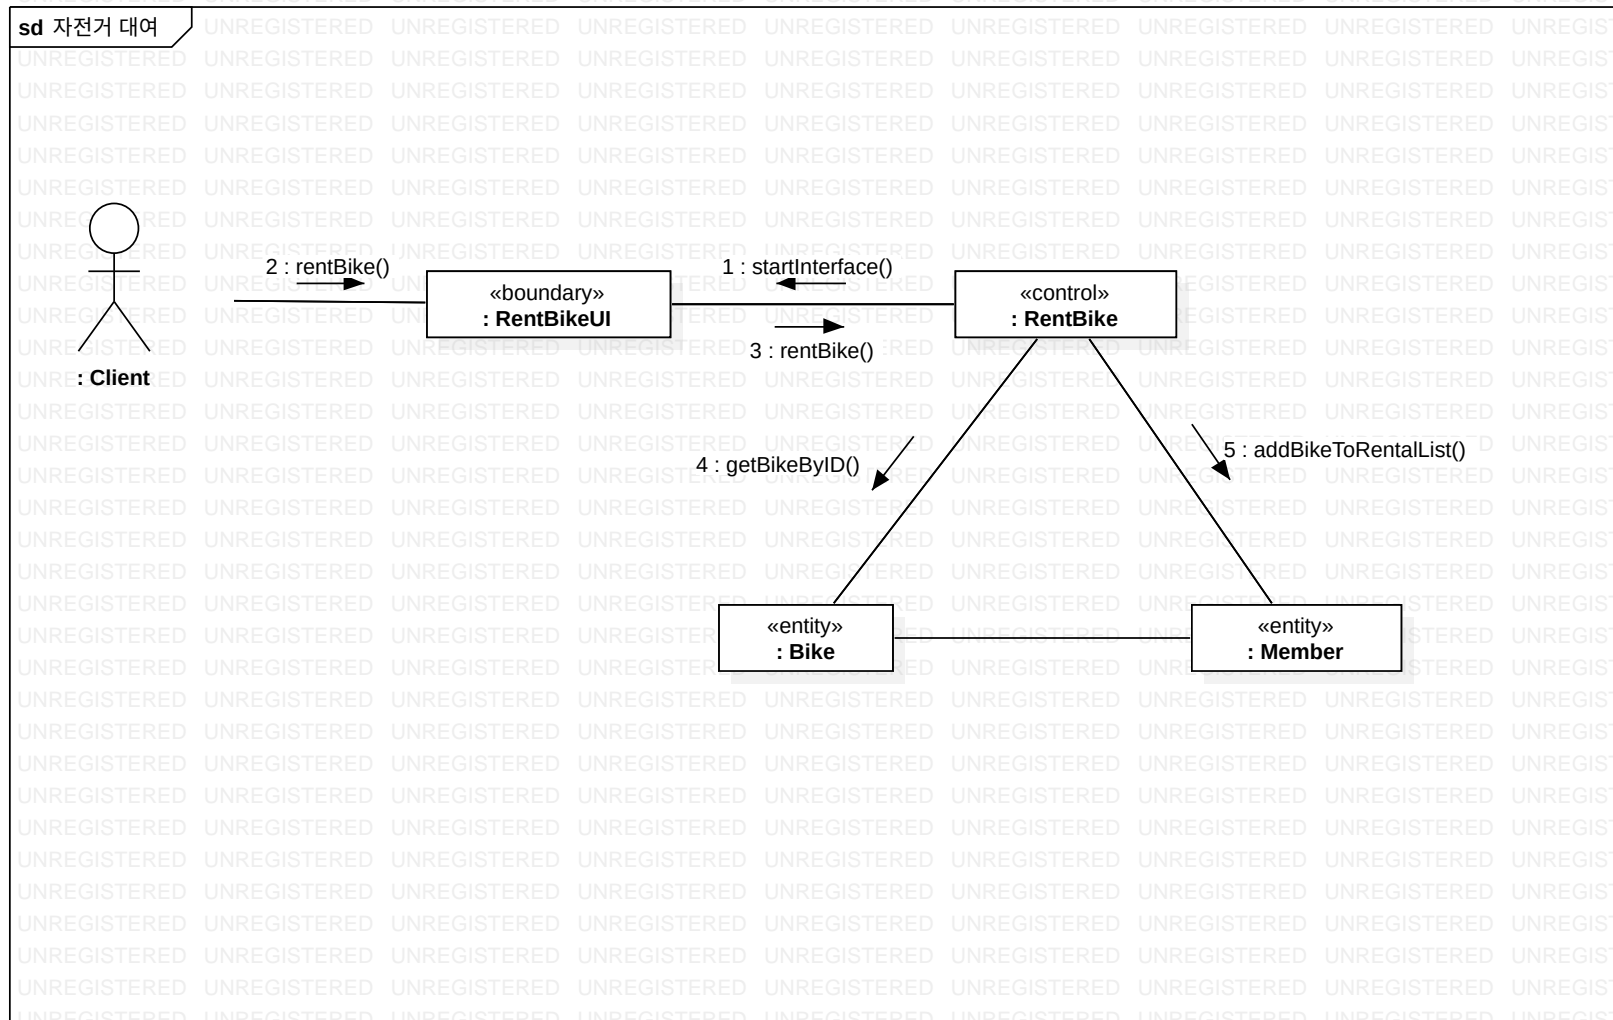 sd 자전거 대여
2 : rentBike()
1 : startInterface()
«boundary»
: RentBikeUI
«control»
: RentBike
3 : rentBike()
: Client
4 : getBikeByID()
5 : addBikeToRentalList()
«entity»
: Bike
«entity»
: Member
UNREGISTERED